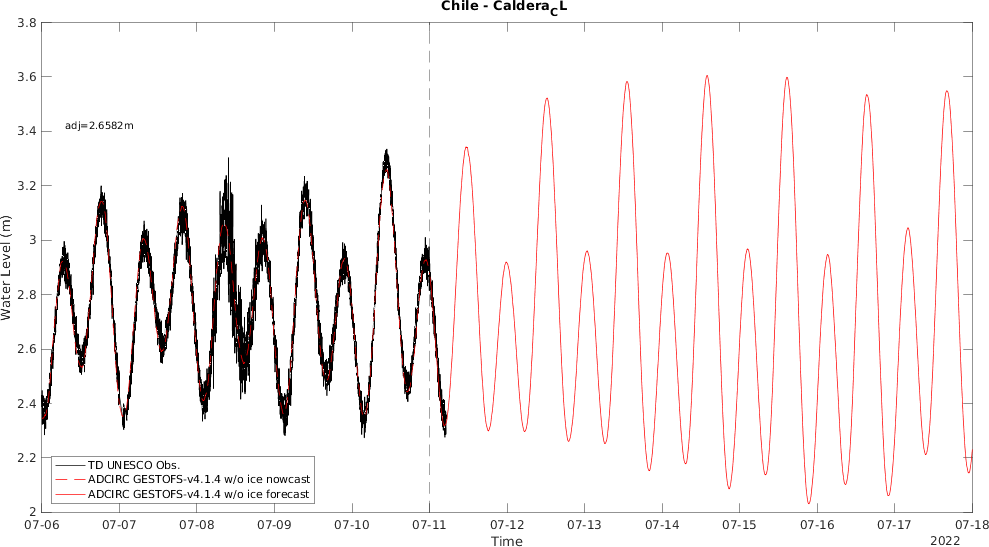 Chile - Caldera_CL
3.8
3.6
3.4
3.2
3
2.8
2.6
2.4
2.2
2
Water Level (m)
adj=2.6582m
TD UNESCO Obs.
ADCIRC GESTOFS-v4.1.4 w/o ice nowcast
ADCIRC GESTOFS-v4.1.4 w/o ice forecast
07-06 07-07 07-08 07-09 07-10 07-11 07-12 07-13 07-14 07-15 07-16 07-17 07-18
Time
2022